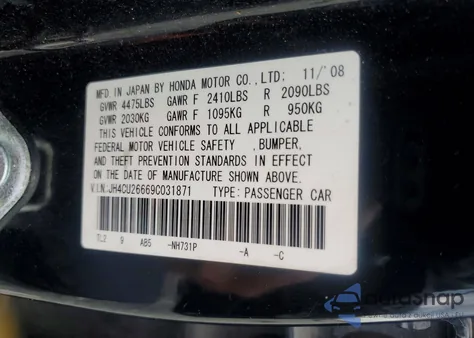 MFD. IN JAPAN BY HONDA MOTOR CO.,LTD; 11/'08
GVWR 4475LBS GAWR F 2410LBS R 2090LBS
GVWR 2030KG GAWR F 1095KG R 950KG
THIS VEHICLE CONFORMS TO ALL APPLICABLE
FEDERAL MOTOR VEHICLE SAFETY ,BUMPER,
AND THEFT PREVENTION STANDARDS IN EFFECT
ON THE DATE OF MANUFACTURE SHOWN ABOVE.
V.I.N.:JH4CU26669C031871 TYPE: PASSENGER CAR
TL2 9 AB5 -NH731P -A -C
autoSnap